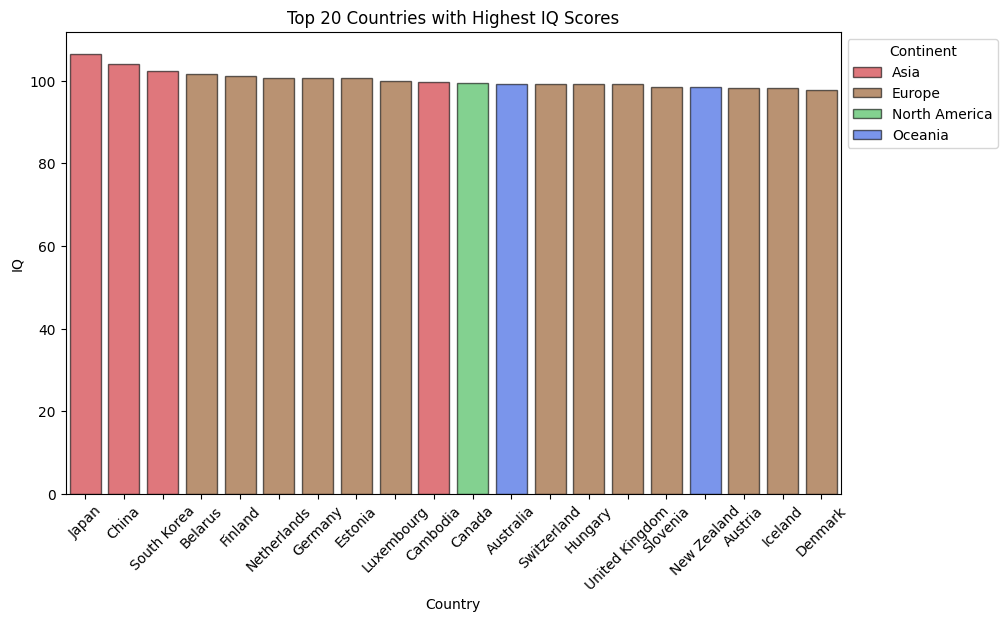 Top 20 Countries with Highest IQ Scores
Continent
Asia
Europe
North America
Oceania
IQ
100
80
60
40
20
0
Japan
China
South Korea
Belarus
Finland
Netherlands
Germany
Estonia
Luxembourg
Cambodia
Canada
Australia
Switzerland
Hungary
United Kingdom
Slovenia
New Zealand
Austria
Iceland
Denmark
Country